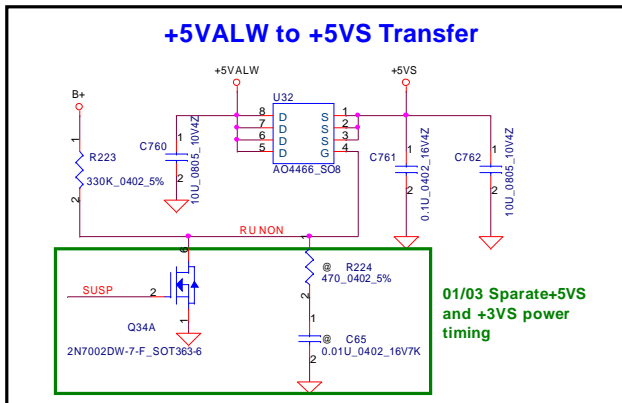 +5VALW to +5VS Transfer
+5VALW
+5VS
B+
U32
8 D S 1
7 D S 2
6 D S 3
5 D G 4
AO4466_SO8
1
R223
330K_0402_5%
2
C760
1
2
10U_0805_10V4Z
C761
1
2
0.1U_0402_16V4Z
C762
1
2
10U_0805_10V4Z
RUNON
6
SUSP
2
1
Q34A
2N7002DW-7-F_SOT363-6
1
@ R224
470_0402_5%
2
1
@ C65
0.01U_0402_16V7K
2
01/03 Sparate+5VS
and +3VS power
timing